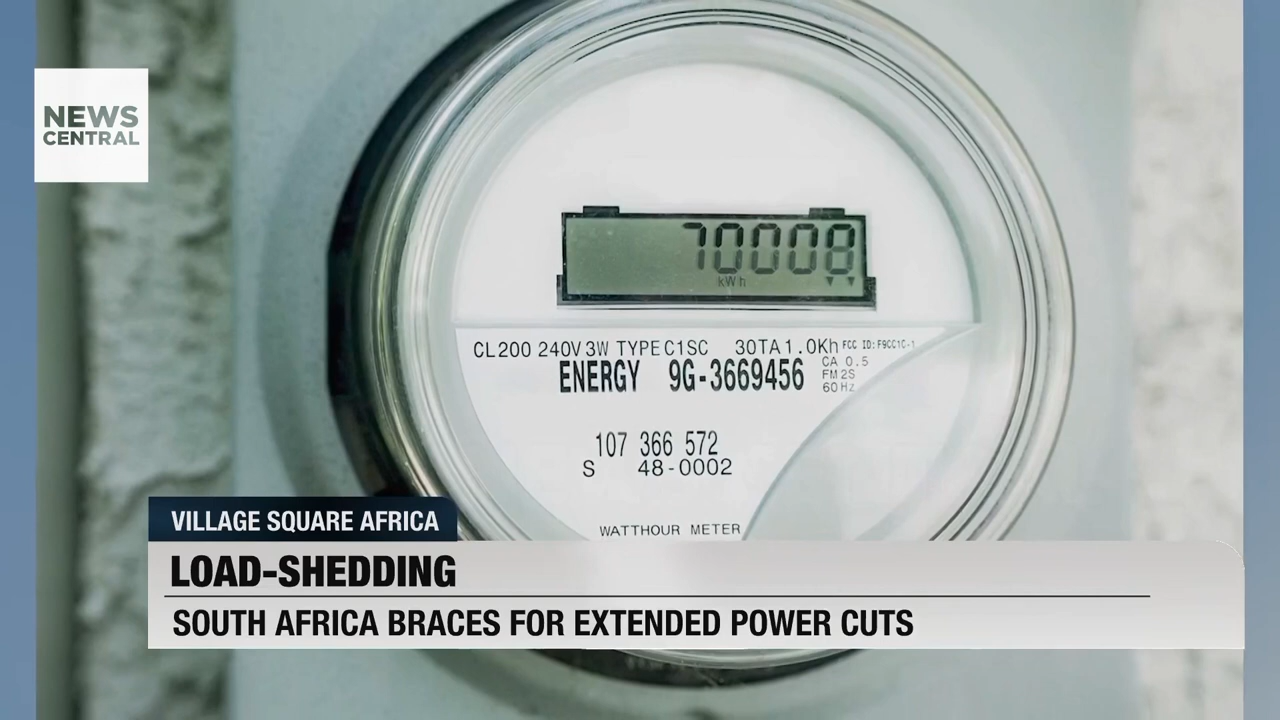 NEWS
CENTRAL
70008
kWh
CL200 240V 3W TYPE C1SC 30TA 1.0Kh FCC ID: F9CC1C-1
CA 0.5
ENERGY 9G-3669456
FM 2S
60Hz
107 366 572
S 48-0002
WATTHOUR METER
VILLAGE SQUARE AFRICA
LOAD-SHEDDING
SOUTH AFRICA BRACES FOR EXTENDED POWER CUTS